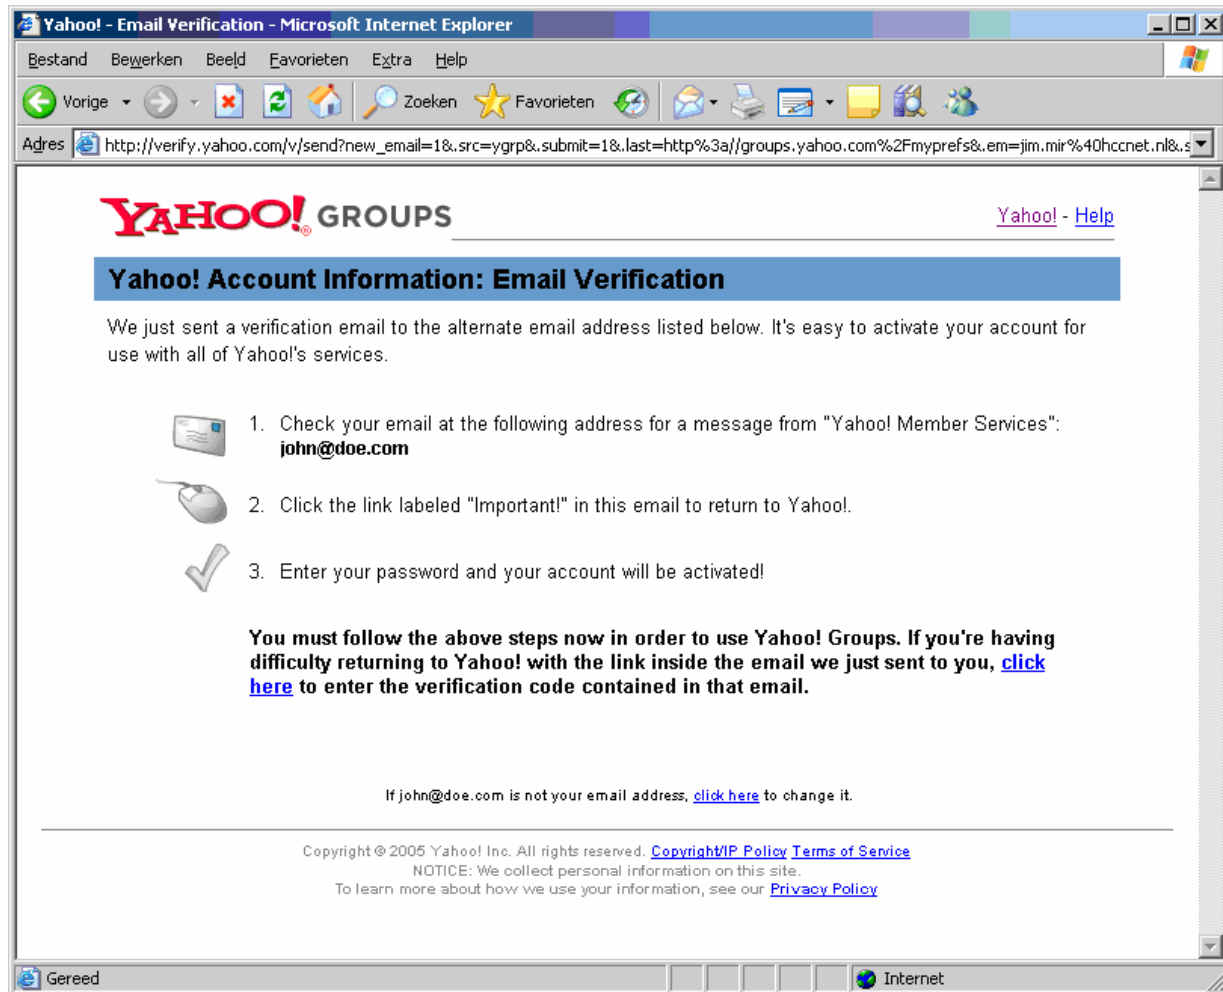 Yahoo! - Email Verification - Microsoft Internet Explorer
Bestand Bewerken Beeld Favorieten Extra Help
Vorige Zoeken Favorieten
Adres http://verify.yahoo.com/v/send?new_email=1&.src=ygrp&.submit=1&.last=http%3a//groups.yahoo.com%2Fmyprefs&.em=jim.mir%40hccnet.nl&.s
YAHOO! GROUPS
Yahoo! - Help
Yahoo! Account Information: Email Verification
We just sent a verification email to the alternate email address listed below. It's easy to activate your account for
use with all of Yahoo!'s services.
1. Check your email at the following address for a message from "Yahoo! Member Services":
john@doe.com
2. Click the link labeled "Important!" in this email to return to Yahoo!.
3. Enter your password and your account will be activated!
You must follow the above steps now in order to use Yahoo! Groups. If you're having
difficulty returning to Yahoo! with the link inside the email we just sent to you, click
here to enter the verification code contained in that email.
If john@doe.com is not your email address, click here to change it.
Copyright © 2005 Yahoo! Inc. All rights reserved. Copyright/IP Policy Terms of Service
NOTICE: We collect personal information on this site.
To learn more about how we use your information, see our Privacy Policy
Gereed Internet